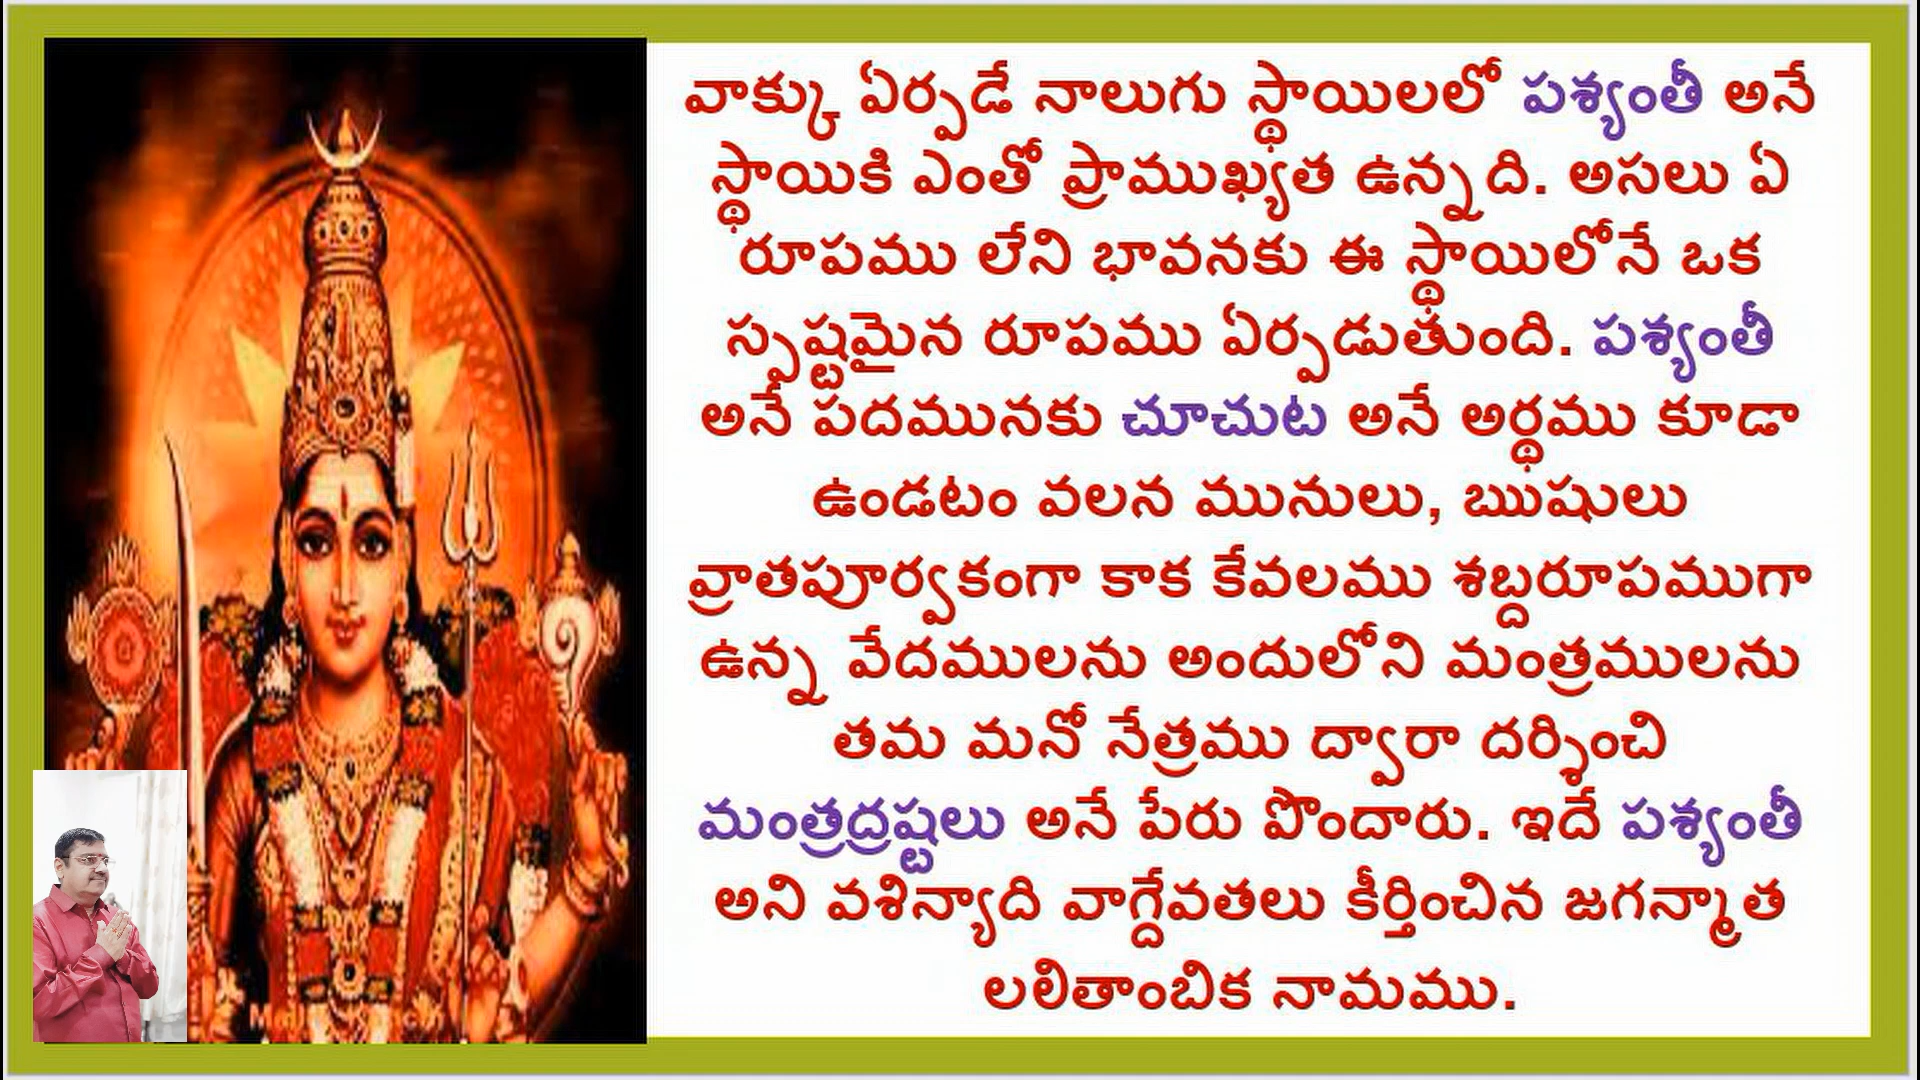 వాక్కు ఏర్పడే నాలుగు స్థాయిలలో పశ్యంతీ అనే
స్థాయికి ఎంతో ప్రాముఖ్యత ఉన్నది. అసలు ఏ
రూపము లేని భావనకు ఈ స్థాయిలోనే ఒక
స్పష్టమైన రూపము ఏర్పడుతుంది. పశ్యంతీ
అనే పదమునకు చూచుట అనే అర్థము కూడా
ఉండటం వలన మునులు, ఋషులు
వ్రాతపూర్వకంగా కాక కేవలము శబ్దరూపముగా
ఉన్న వేదములను అందులోని మంత్రములను
తమ మనో నేత్రము ద్వారా దర్శించి
మంత్రద్రష్టలు అనే పేరు పొందారు. ఇదే పశ్యంతీ
అని వశిన్యాది వాగ్దేవతలు కీర్తించిన జగన్మాత
లలితాంబిక నామము.